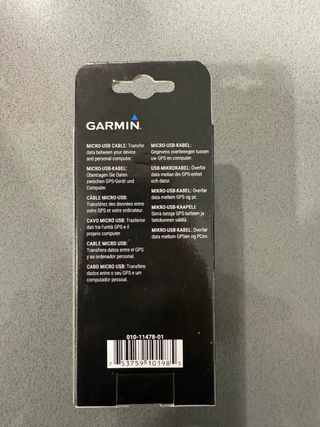 GARMIN
MICRO-USB CABLE: Transfer
data between your device
and personal computer.
MICRO-USB-KABEL:
Übertragen Sie Daten
zwischen GPS-Gerät und
Computer.
CÂBLE MICRO USB:
Transférez des données entre
votre GPS et votre ordinateur.
CAVO MICRO USB: Trasferire
dati tra l'unità GPS e il
proprio computer.
CABLE MICRO USB:
Transfiera datos entre el GPS
y su ordenador personal.
CABO MICRO USB: Transfere
dados entre o seu GPS e um
computador pessoal.
MICRO-USB-KABEL:
Gegevens overbrengen tussen
uw GPS en computer.
USB-MIKROKABEL: Överför
data mellan din GPS-enhet
och dator.
MIKRO-USB-KABEL: Overfør
data mellem GPS og pc.
MIKRO-USB-KAAPELI:
Siirrä tietoja GPS-laitteen ja
tietokoneen välillä.
MIKRO-USB-KABEL: Overfør
data mellom GPSen og PCen.
010-11478-01
7 53759 10198 5